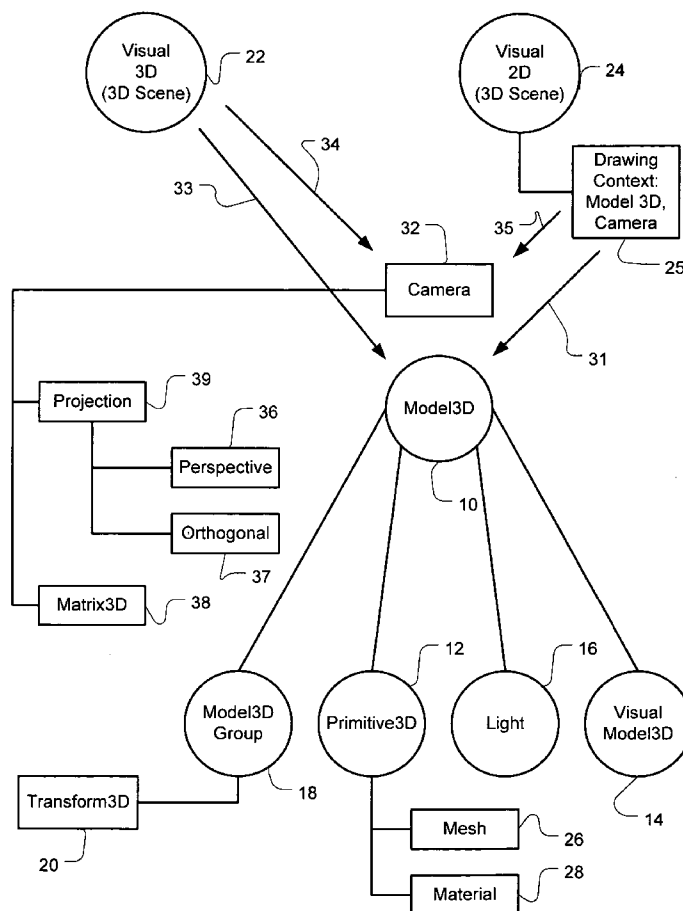 Visual
3D
(3D Scene)
22
Visual
2D
(3D Scene)
24
Drawing
Context:
Model 3D,
Camera
25
34
33
35
32
Camera
31
39
Projection
36
Perspective
Orthogonal
37
Matrix3D
38
Model3D
10
12
16
Model3D
Group
18
Primitive3D
Light
Visual
Model3D
14
Transform3D
20
Mesh
26
Material
28